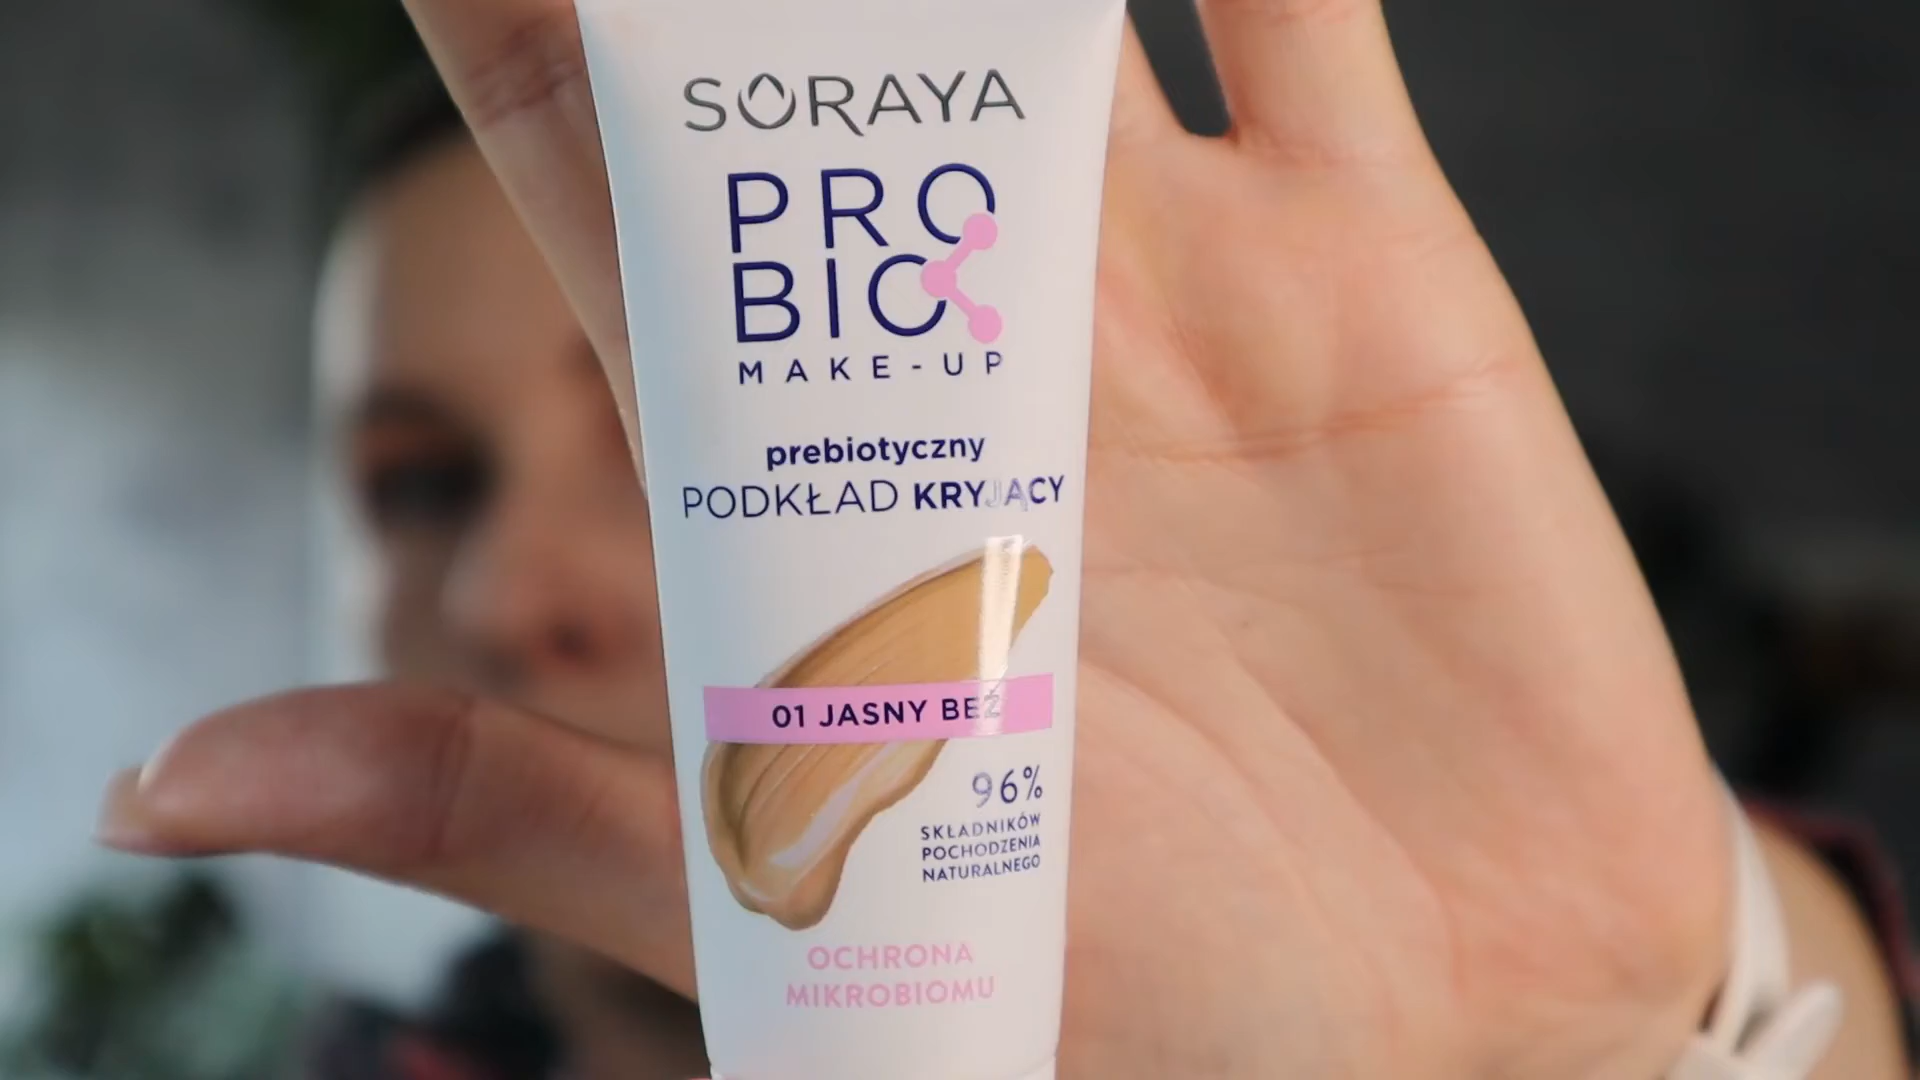 SORAYA
PRO
BIO
MAKE-UP
prebiotyczny
PODKŁAD KRYJĄCY
01 JASNY BEŻ
96%
SKŁADNIKÓW
POCHODZENIA
NATURALNEGO
OCHRONA
MIKROBIOMU